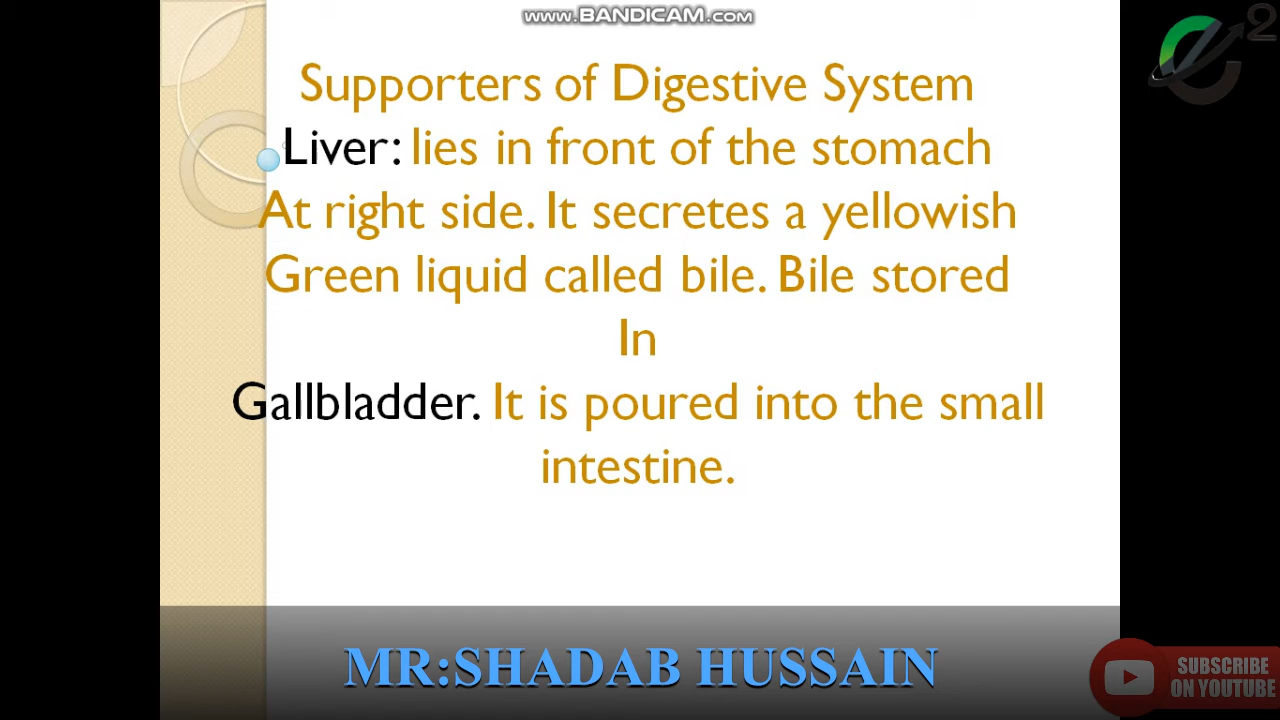 WWW.BANDICAM.COM
2
Supporters of Digestive System
Liver: lies in front of the stomach
At right side. It secretes a yellowish
Green liquid called bile. Bile stored
In
Gallbladder. It is poured into the small
intestine.
MR:SHADAB HUSSAIN
SUBSCRIBE
ON YOUTUBE